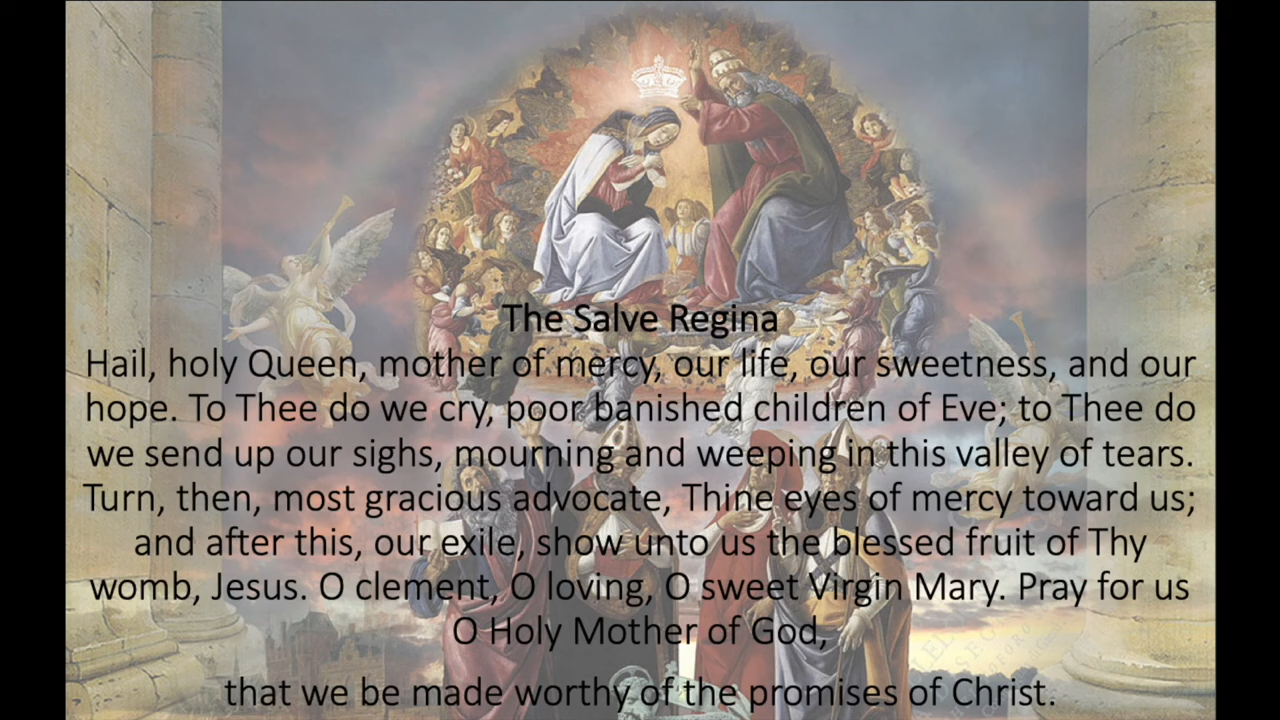 The Salve Regina
Hail, holy Queen, mother of mercy, our life, our sweetness, and our
hope. To Thee do we cry, poor banished children of Eve; to Thee do
we send up our sighs, mourning and weeping in this valley of tears.
Turn, then, most gracious advocate, Thine eyes of mercy toward us;
and after this, our exile, show unto us the blessed fruit of Thy
womb, Jesus. O clement, O loving, O sweet Virgin Mary. Pray for us
O Holy Mother of God,
that we be made worthy of the promises of Christ.